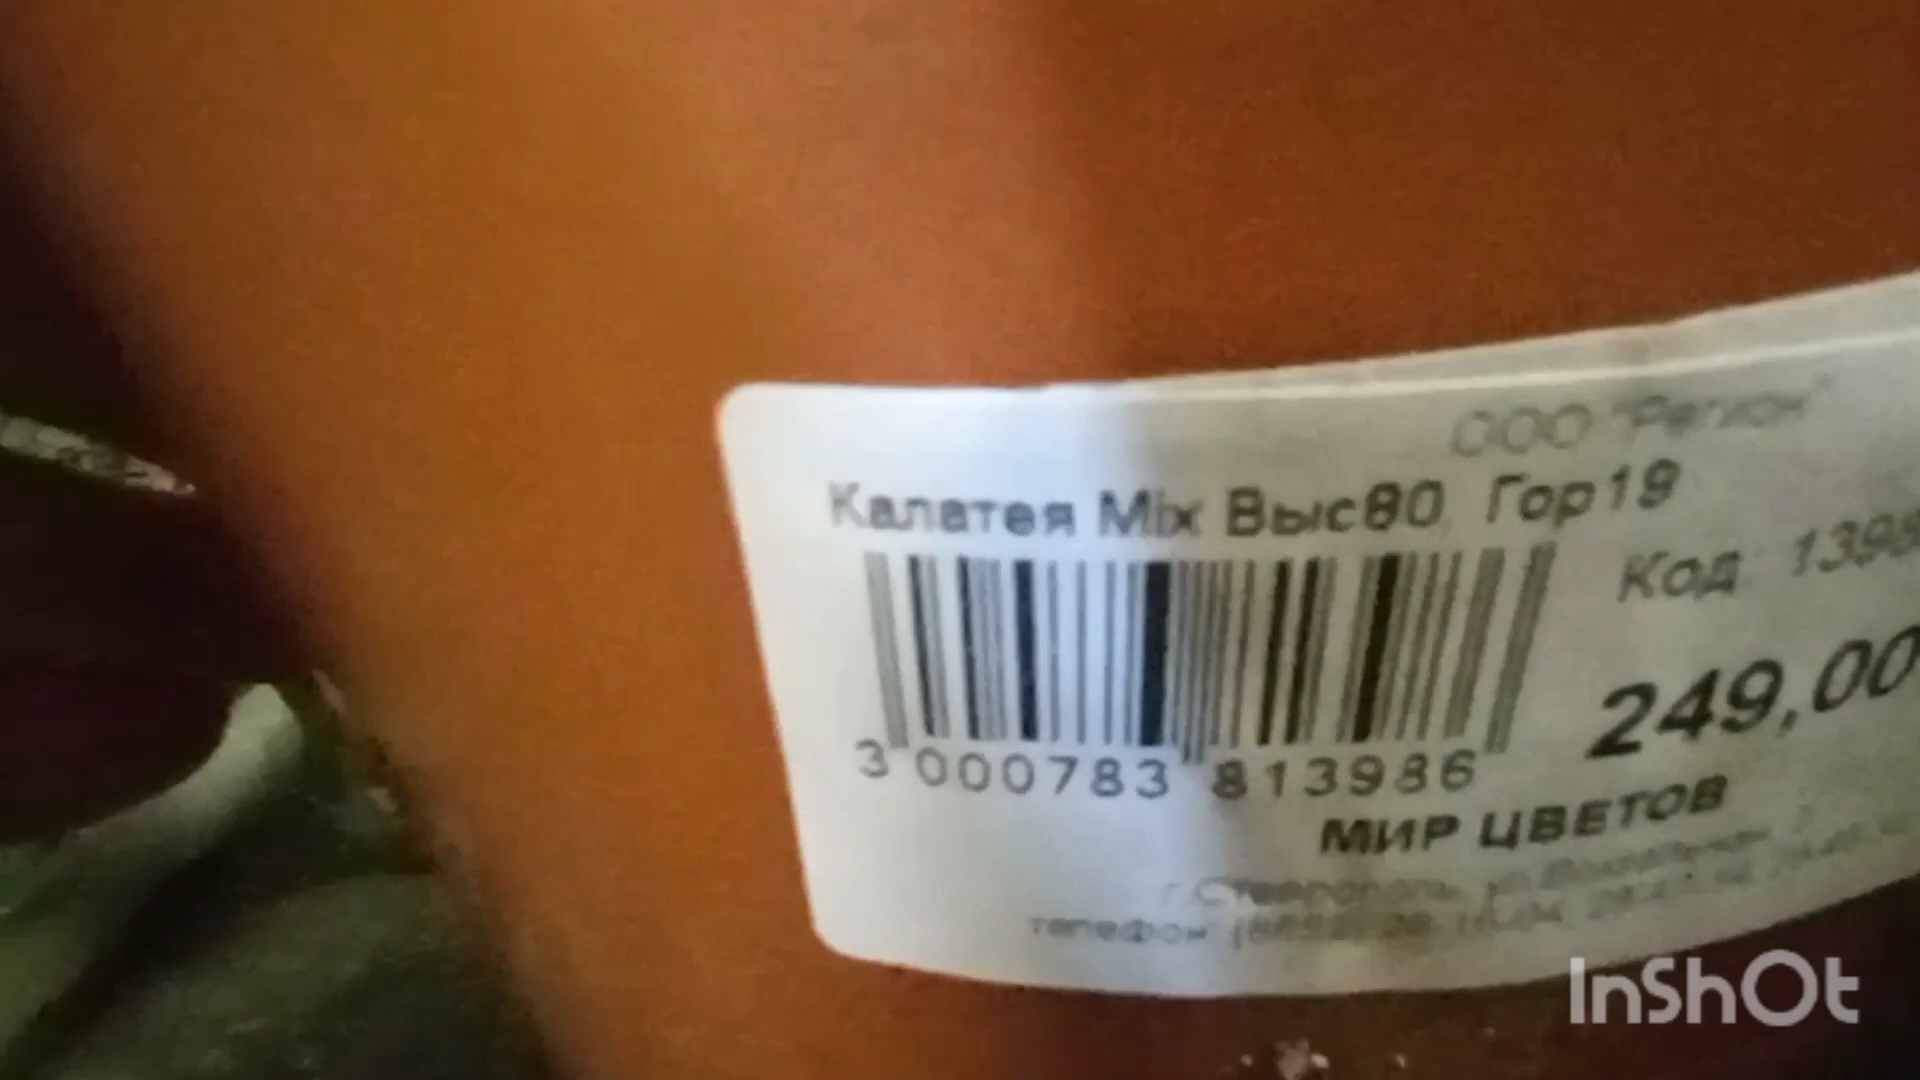 ООО "Регион"
Калатея Mix Выс80 Гор19
Код 1398
249,00
3 000783 813986
МИР ЦВЕТОВ
г.Ставрополь, ул.
телефон
InShOt